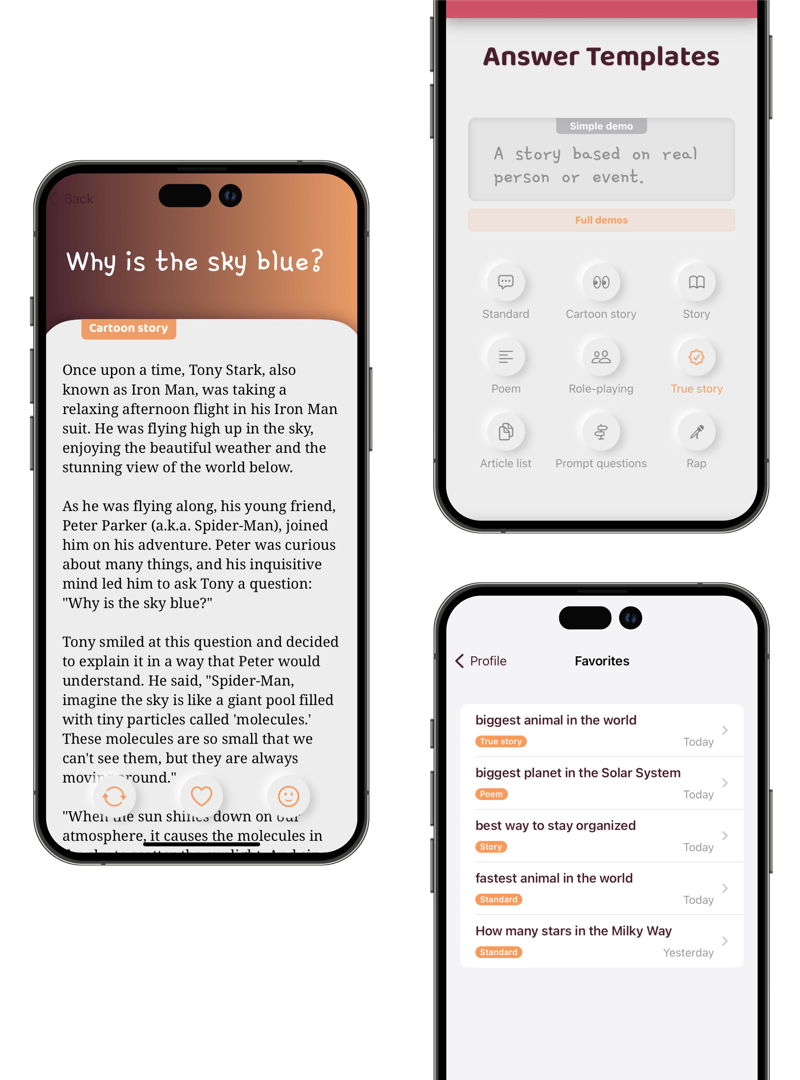 Back
Why is the sky blue?
Cartoon story
Once upon a time, Tony Stark, also
known as Iron Man, was taking a
relaxing afternoon flight in his Iron Man
suit. He was flying high up in the sky,
enjoying the beautiful weather and the
stunning view of the world below.
As he was flying along, his young friend,
Peter Parker (a.k.a. Spider-Man), joined
him on his adventure. Peter was curious
about many things, and his inquisitive
mind led him to ask Tony a question:
"Why is the sky blue?"
Tony smiled at this question and decided
to explain it in a way that Peter would
understand. He said, "Spider-Man,
imagine the sky is like a giant pool filled
with tiny particles called 'molecules.'
These molecules are so small that we
can't see them, but they are always
moving around."
"When the sun shines down on our
atmosphere, it causes the molecules in
Answer Templates
Simple demo
A story based on real
person or event.
Full demos
Standard
Cartoon story
Story
Poem
Role-playing
True story
Article list
Prompt questions
Rap
Profile
Favorites
biggest animal in the world
True story
Today
biggest planet in the Solar System
Poem
Today
best way to stay organized
Story
Today
fastest animal in the world
Standard
Today
How many stars in the Milky Way
Standard
Yesterday